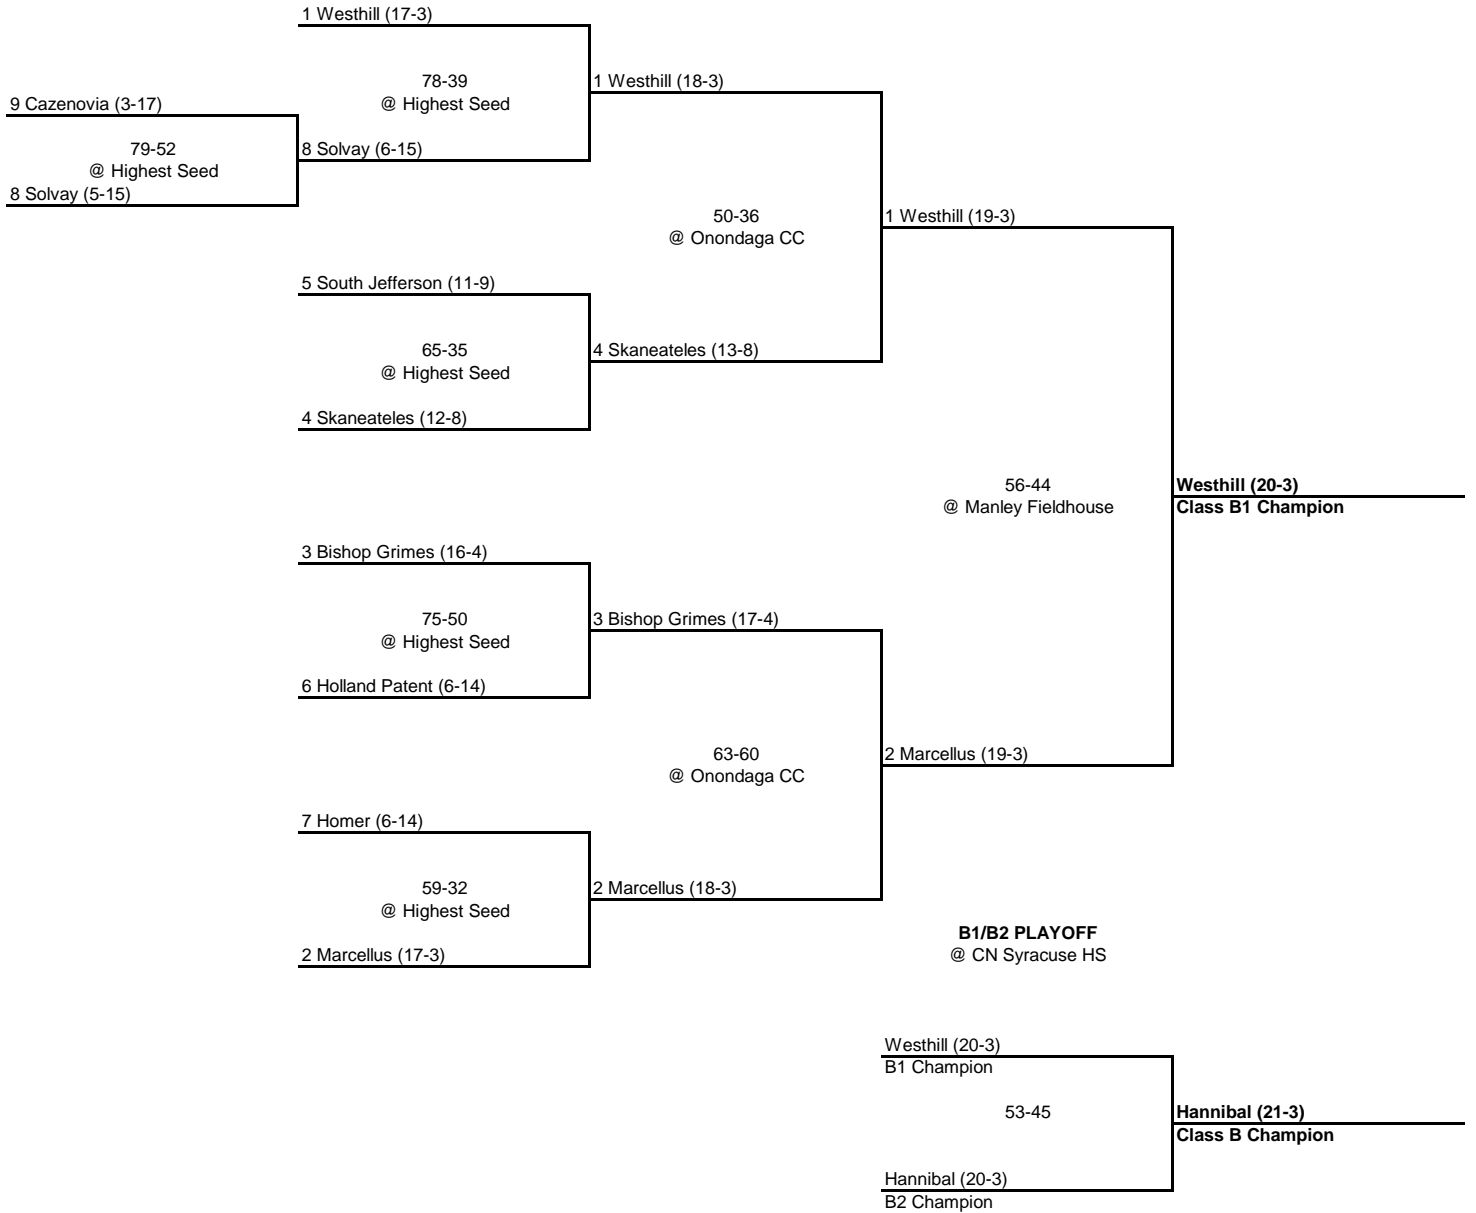 1 Westhill (17-3)
78-39
@ Highest Seed
1 Westhill (18-3)
9 Cazenovia (3-17)
79-52
@ Highest Seed
8 Solvay (6-15)
8 Solvay (5-15)
50-36
@ Onondaga CC
1 Westhill (19-3)
5 South Jefferson (11-9)
65-35
@ Highest Seed
4 Skaneateles (13-8)
4 Skaneateles (12-8)
56-44
@ Manley Fieldhouse
Westhill (20-3)
Class B1 Champion
3 Bishop Grimes (16-4)
75-50
@ Highest Seed
3 Bishop Grimes (17-4)
6 Holland Patent (6-14)
63-60
@ Onondaga CC
2 Marcellus (19-3)
7 Homer (6-14)
59-32
@ Highest Seed
2 Marcellus (18-3)
2 Marcellus (17-3)
B1/B2 PLAYOFF
@ CN Syracuse HS
Westhill (20-3)
B1 Champion
53-45
Hannibal (21-3)
Class B Champion
Hannibal (20-3)
B2 Champion